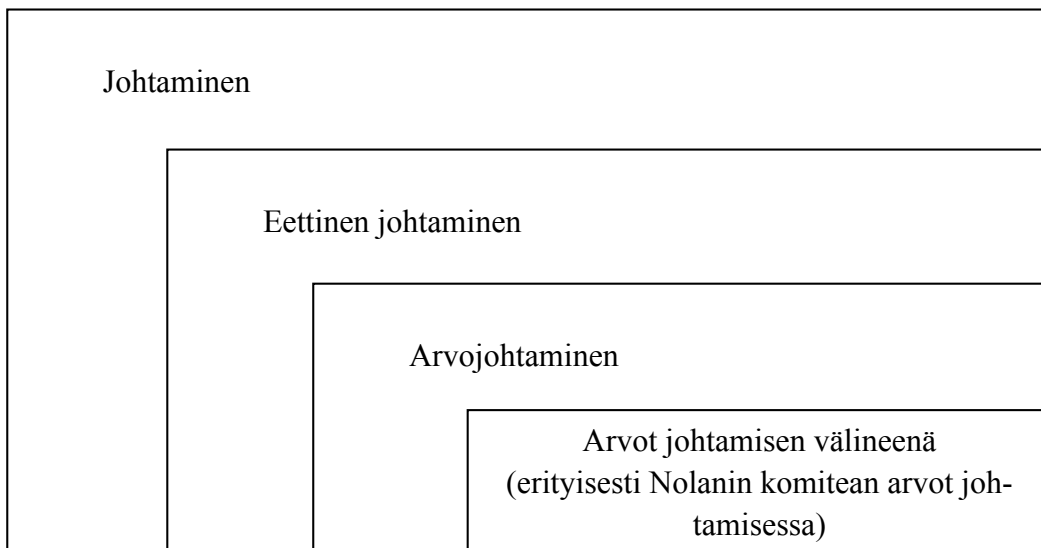 Johtaminen
Eettinen johtaminen
Arvojohtaminen
Arvot johtamisen välineenä
(erityisesti Nolanin komitean arvot joh-
tamisessa)